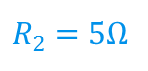 R₂ = 5Ω